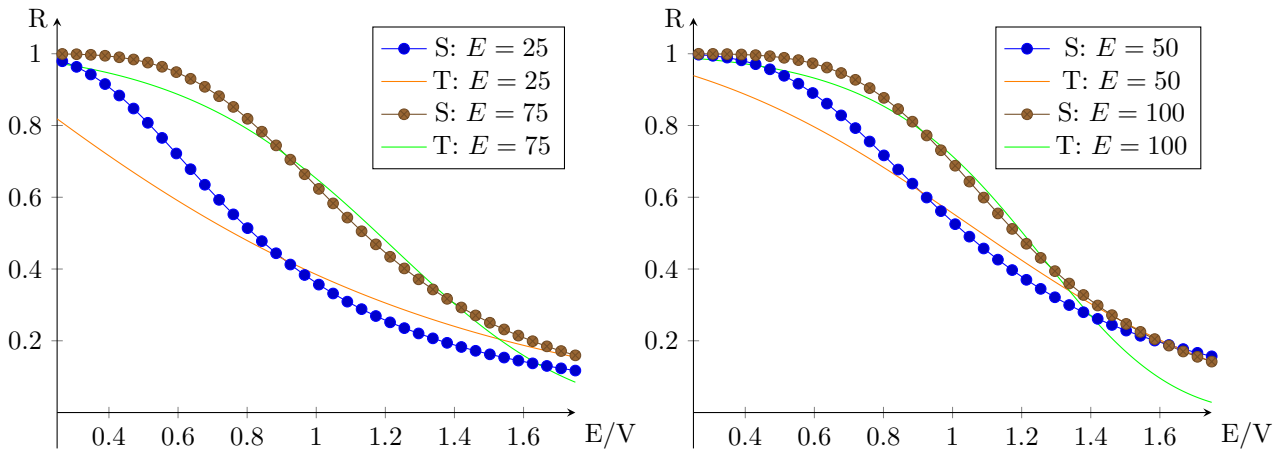 R
1
0.8
0.6
0.4
0.2
0.4 0.6 0.8 1 1.2 1.4 1.6
E/V
S: E = 25
T: E = 25
S: E = 75
T: E = 75
R
1
0.8
0.6
0.4
0.2
0.4 0.6 0.8 1 1.2 1.4 1.6
E/V
S: E = 50
T: E = 50
S: E = 100
T: E = 100